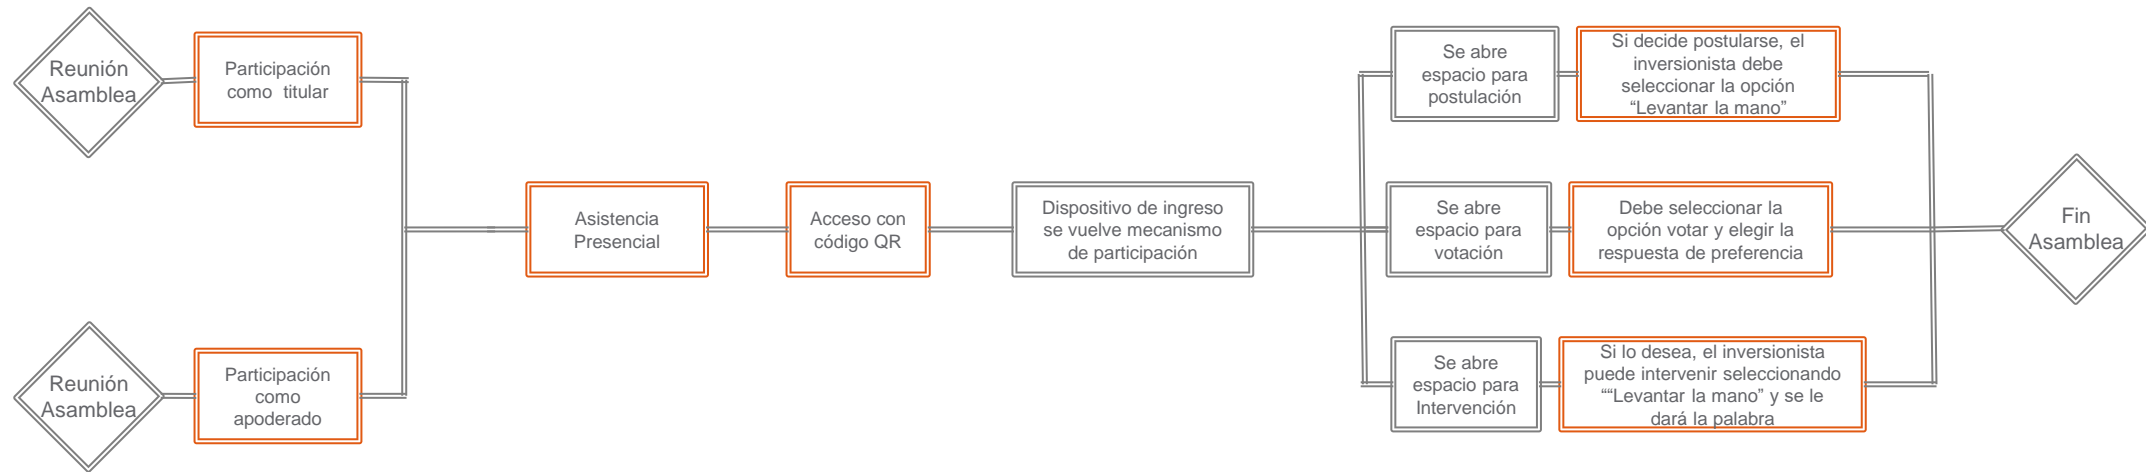 Reunión
Asamblea
Participación
como titular
Reunión
Asamblea
Participación
como
apoderado
Asistencia
Presencial
Acceso con
código QR
Dispositivo de ingreso
se vuelve mecanismo
de participación
Se abre
espacio para
postulación
Si decide postularse, el
inversionista debe
seleccionar la opción
“Levantar la mano”
Se abre
espacio para
votación
Debe seleccionar la
opción votar y elegir la
respuesta de preferencia
Se abre
espacio para
Intervención
Si lo desea, el inversionista
puede intervenir seleccionando
““Levantar la mano” y se le
dará la palabra
Fin
Asamblea